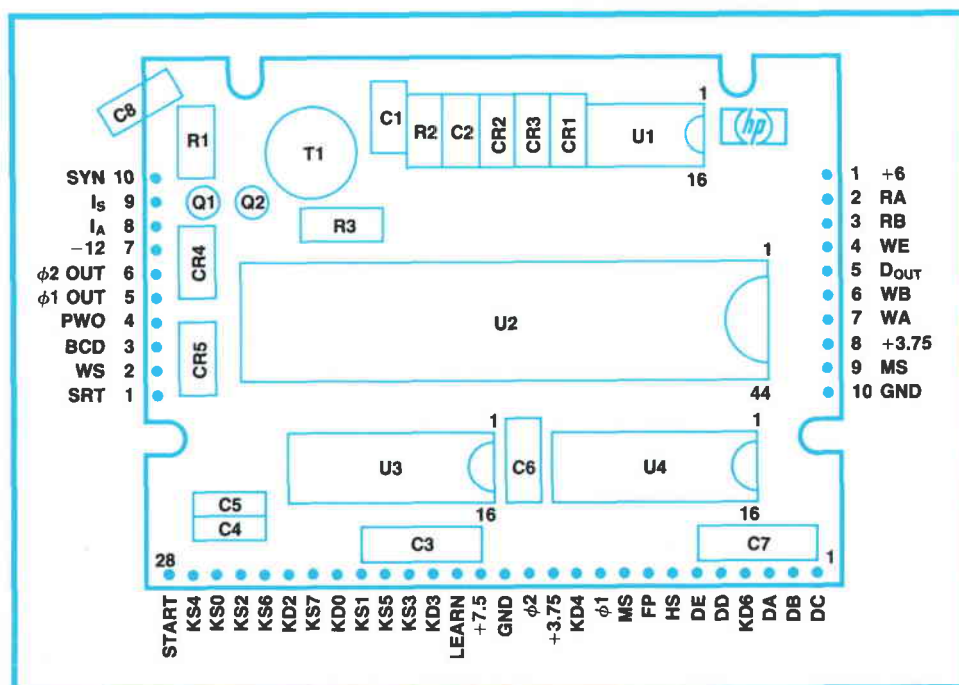 C8
R1
T1
C1
R2
C2
CR2
CR3
CR1
U1
1
16
hp
SYN 10
IS 9
IA 8
−12 7
ϕ2 OUT 6
ϕ1 OUT 5
PWO 4
BCD 3
WS 2
SRT 1
Q1
Q2
R3
CR4
CR5
U2
1
44
1 +6
2 RA
3 RB
4 WE
5 DOUT
6 WB
7 WA
8 +3.75
9 MS
10 GND
U3
1
16
C6
U4
1
16
C5
C4
C3
C7
28
1
START
KS4
KS0
KS2
KS6
KD2
KS7
KD0
KS1
KS5
KS3
KD3
LEARN
+7.5
GND
ϕ2
+3.75
KD4
ϕ1
MS
FP
HS
DE
DD
KD6
DA
DB
DC